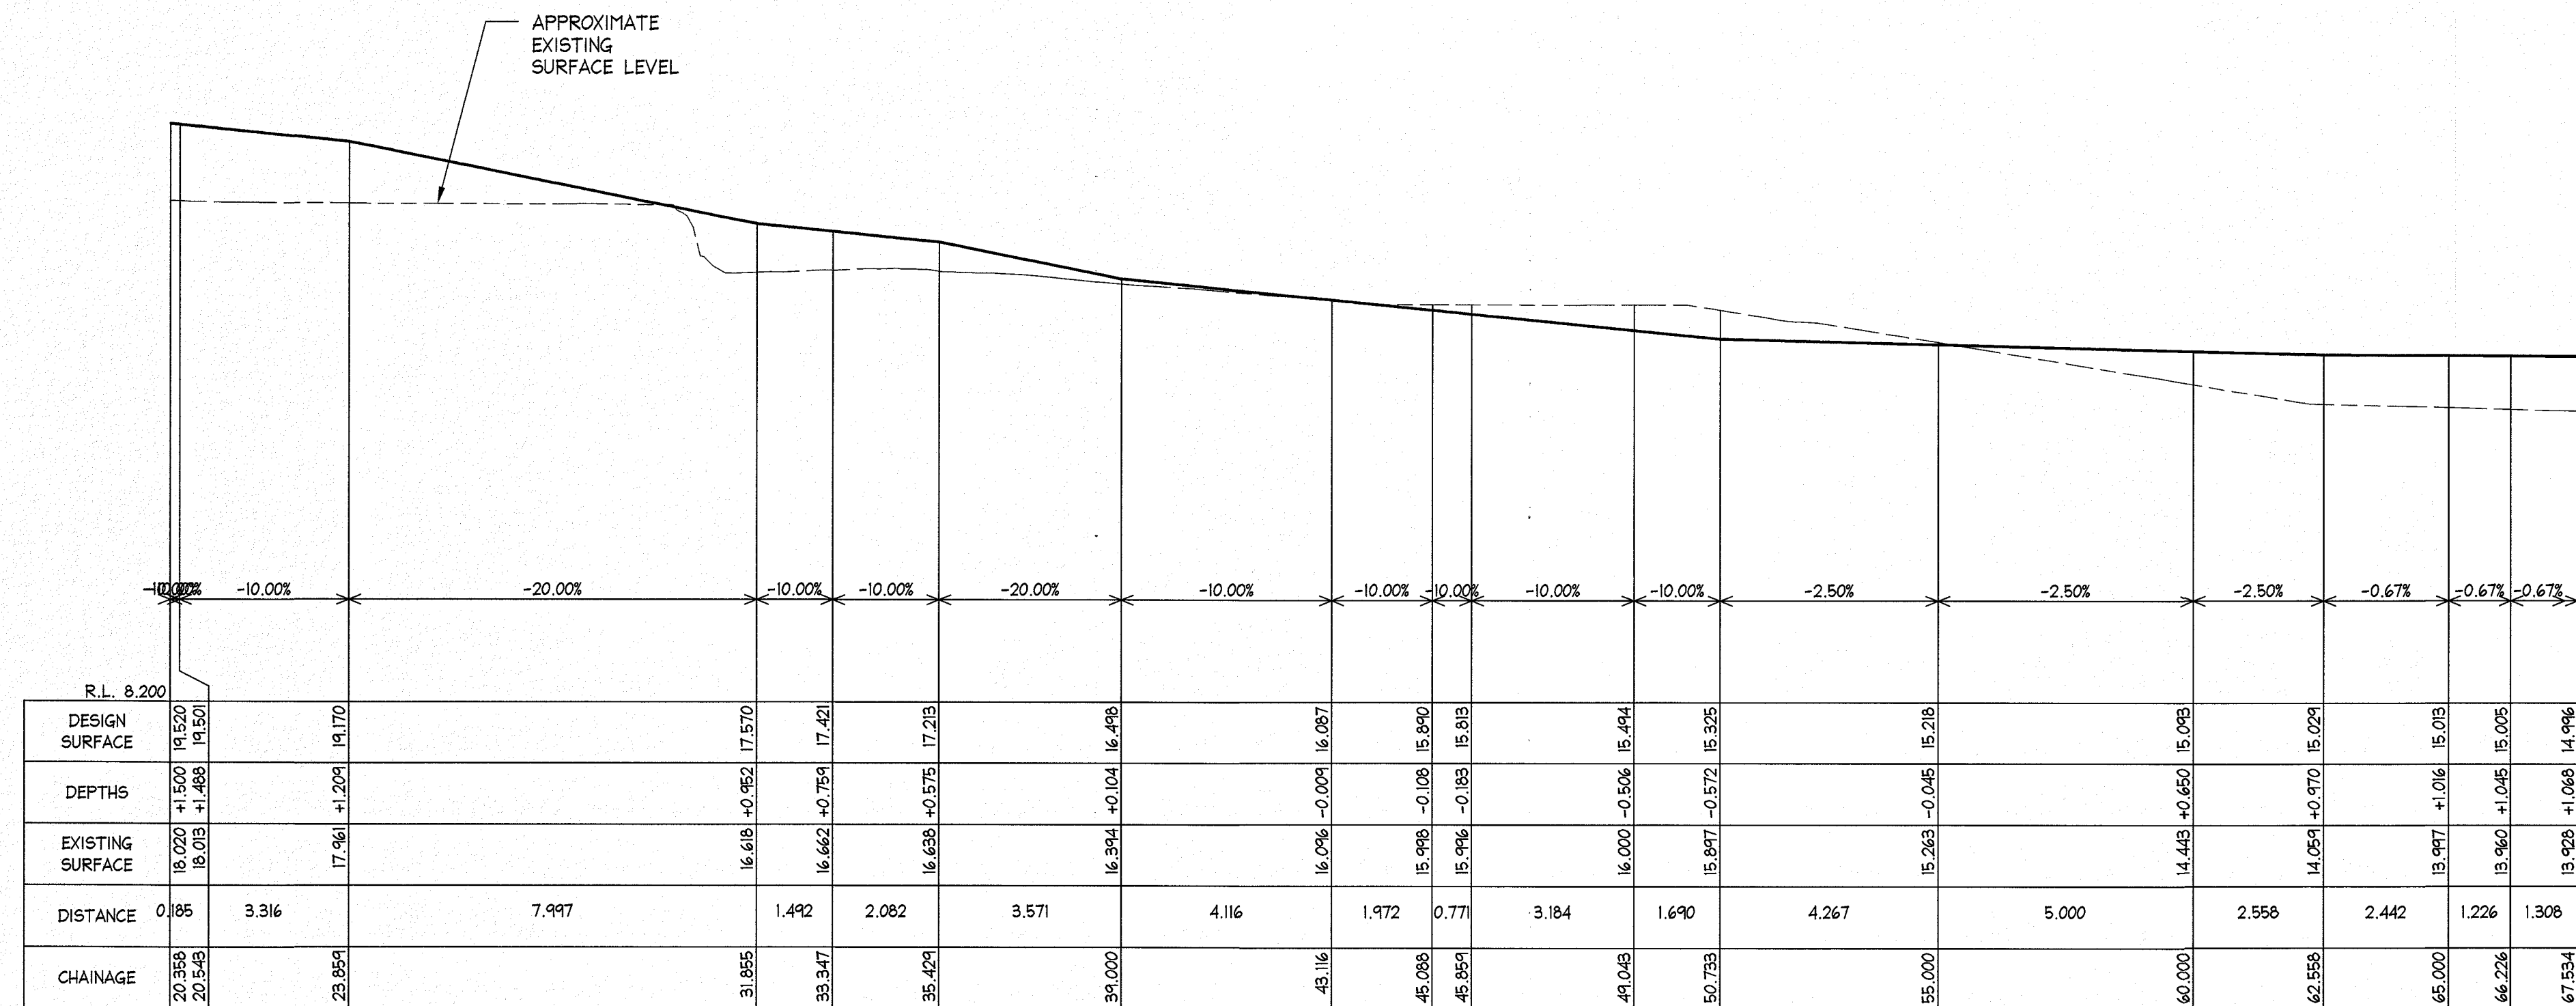 APPROXIMATE
EXISTING
SURFACE LEVEL
-10.00% -20.00% -10.00% -10.00% -20.00% -10.00% -10.00% -10.00% -10.00% -10.00% -2.50% -2.50% -2.50% -0.67% -0.67% -0.67%
R.L. 8.200
DESIGN
SURFACE
19.520 19.501 19.170 17.570 17.421 17.213 16.498 16.087 15.890 15.813 15.494 15.325 15.218 15.093 15.029 15.013 15.005 14.996
DEPTHS
+1.500 +1.488 +1.209 +0.952 +0.759 +0.575 +0.104 -0.009 -0.108 -0.183 -0.506 -0.572 -0.045 +0.650 +0.970 +1.016 +1.045 +1.068
EXISTING
SURFACE
18.020 18.013 17.961 16.618 16.662 16.638 16.394 16.096 15.998 15.996 16.000 15.897 15.263 14.443 14.059 13.997 13.960 13.928
DISTANCE 0.185 3.316 7.997 1.492 2.082 3.571 4.116 1.972 0.771 3.184 1.690 4.267 5.000 2.558 2.442 1.226 1.308
CHAINAGE
20.358 20.543 23.859 31.855 33.347 35.429 39.000 43.116 45.088 45.859 49.043 50.733 55.000 60.000 62.558 65.000 66.226 67.534